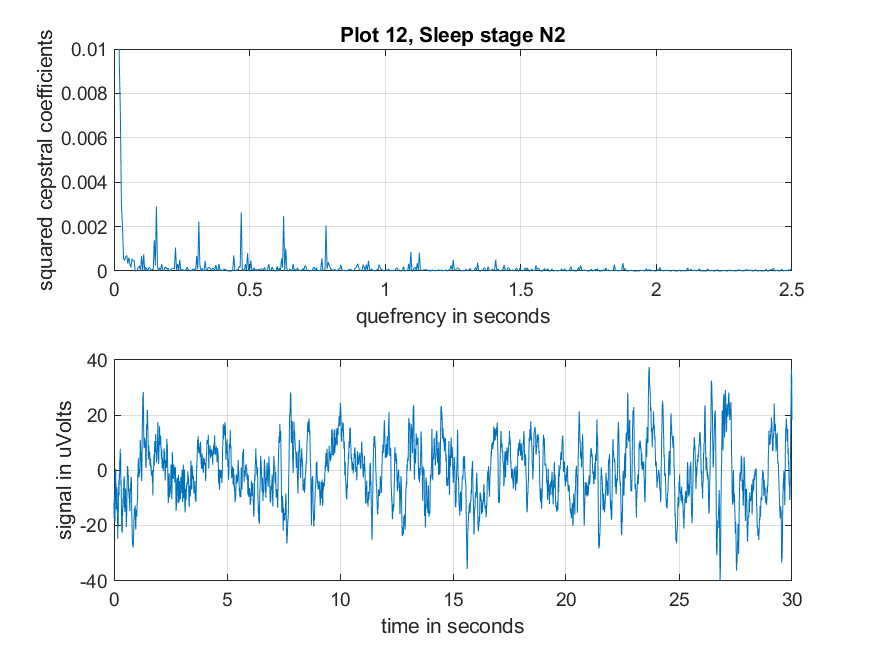 Plot 12, Sleep stage N2
squared cepstral coefficients
0.01
0.008
0.006
0.004
0.002
0
0 0.5 1 1.5 2 2.5
quefrency in seconds
signal in uVolts
40
20
0
-20
-40
0 5 10 15 20 25 30
time in seconds